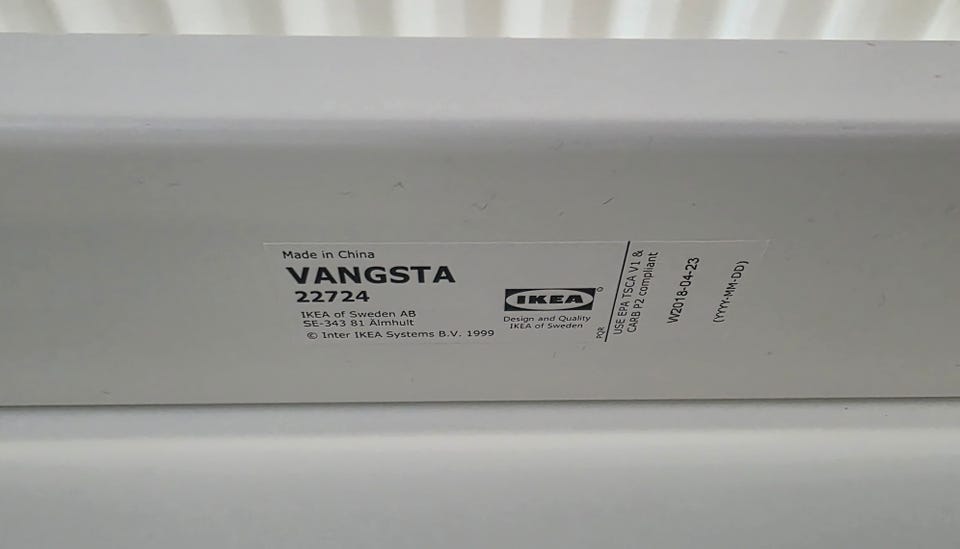 Made in China
VANGSTA
22724
IKEA of Sweden AB
SE-343 81 Älmhult
© Inter IKEA Systems B.V. 1999
IKEA
Design and Quality
IKEA of Sweden
PQR
USE EPA TSCA V1 &
CARB P2 compliant
W2018-04-23
(YYYY-MM-DD)